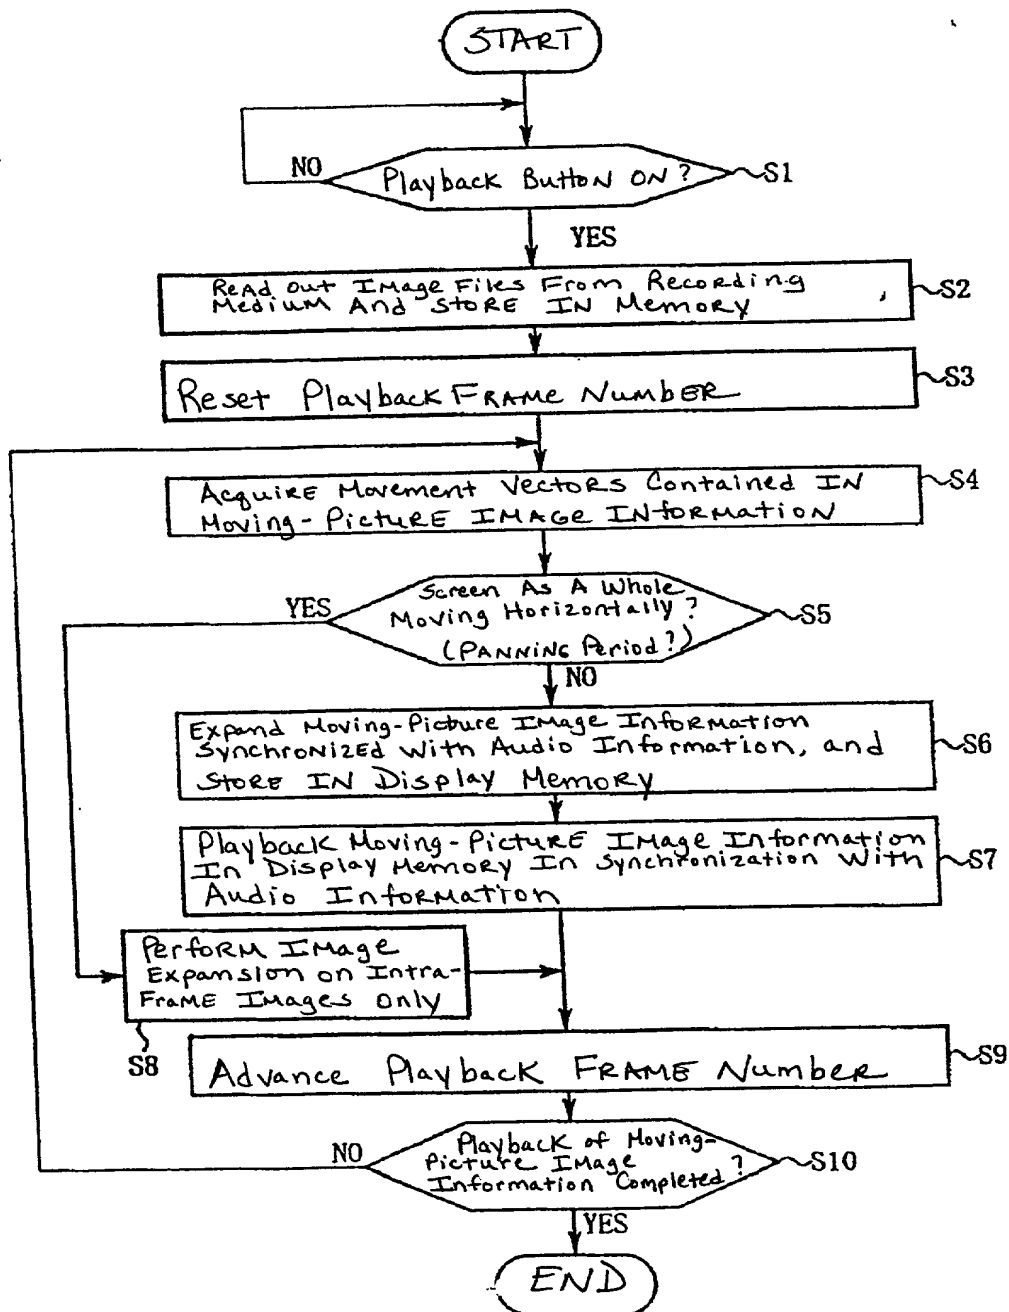 START
NO
Playback Button ON?
S1
YES
Read Out Image Files From Recording
Medium And Store In Memory
S2
Reset Playback Frame Number
S3
Acquire Movement Vectors Contained In
Moving-Picture Image Information
S4
YES
Screen As A Whole
Moving Horizontally?
(Panning Period?)
S5
NO
Expand Moving-Picture Image Information
Synchronized With Audio Information, and
Store In Display Memory
S6
Playback Moving-Picture Image Information
In Display Memory In Synchronization With
Audio Information
S7
Perform Image
Expansion on Intra-
Frame Images Only
S8
Advance Playback Frame Number
S9
NO
Playback of Moving-
Picture Image
Information Completed?
S10
YES
END